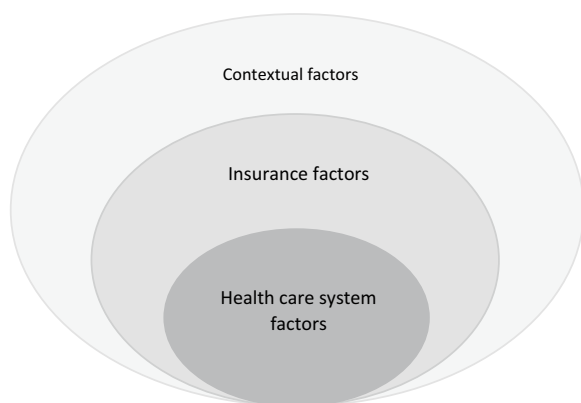 Contextual factors
Insurance factors
Health care system
factors